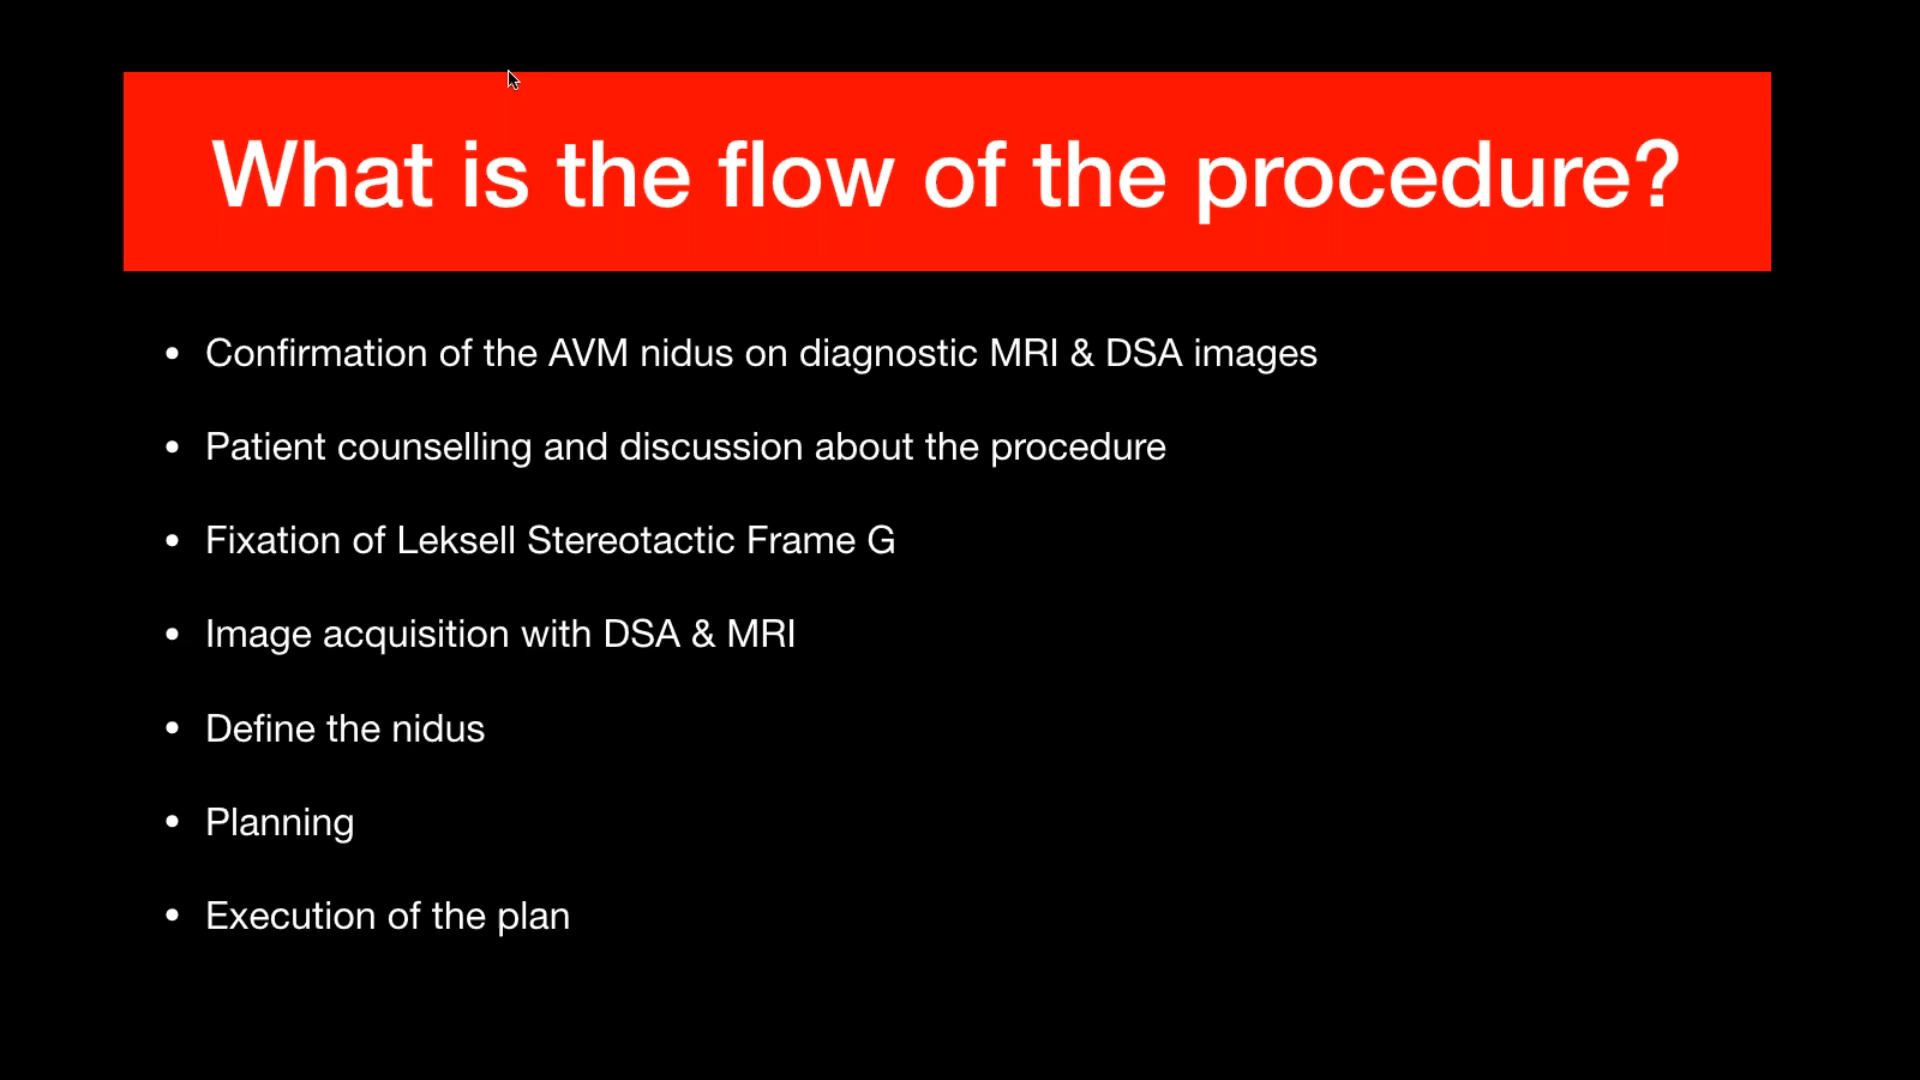 What is the flow of the procedure?
• Confirmation of the AVM nidus on diagnostic MRI & DSA images
• Patient counselling and discussion about the procedure
• Fixation of Leksell Stereotactic Frame G
• Image acquisition with DSA & MRI
• Define the nidus
• Planning
• Execution of the plan